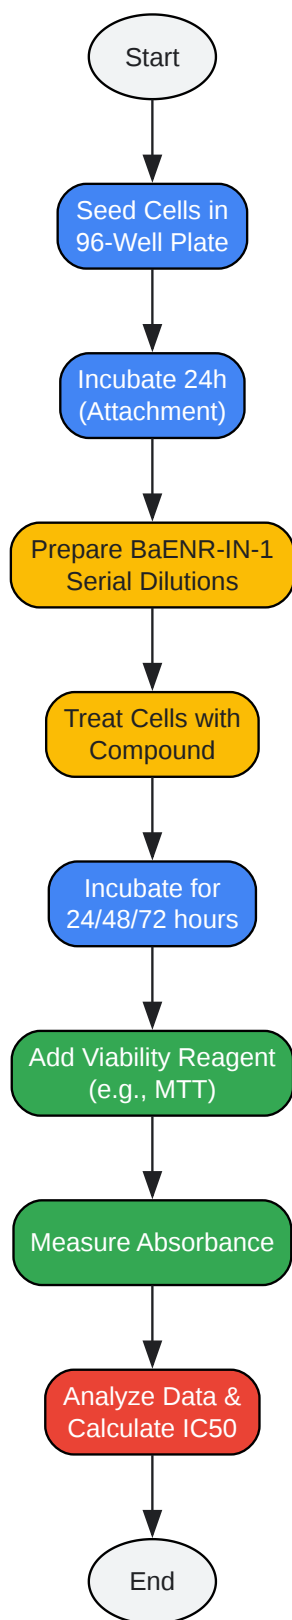 Start
Seed Cells in
96-Well Plate
Incubate 24h
(Attachment)
Prepare BaENR-IN-1
Serial Dilutions
Treat Cells with
Compound
Incubate for
24/48/72 hours
Add Viability Reagent
(e.g., MTT)
Measure Absorbance
Analyze Data &
Calculate IC50
End